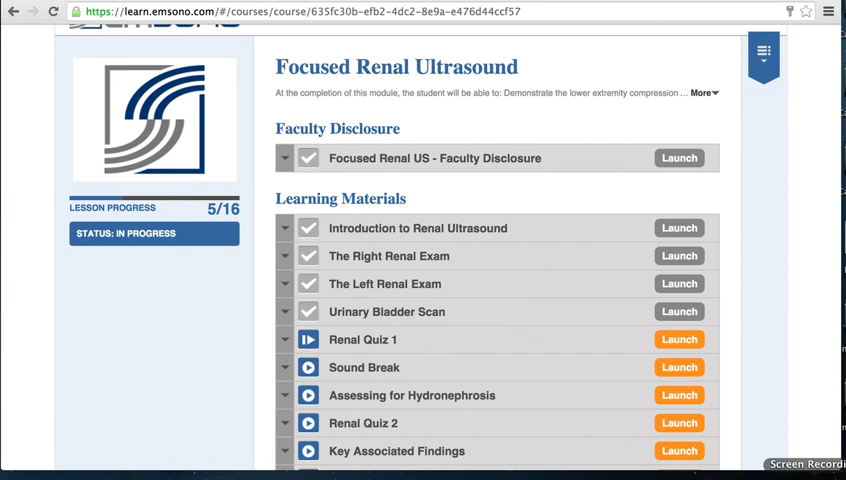 https://learn.emsono.com/#/courses/course/635fc30b-efb2-4dc2-8e9a-e476d44ccf57
Focused Renal Ultrasound
At the completion of this module, the student will be able to: Demonstrate the lower extremity compression ... More
Faculty Disclosure
Focused Renal US - Faculty Disclosure Launch
LESSON PROGRESS 5/16
STATUS: IN PROGRESS
Learning Materials
Introduction to Renal Ultrasound Launch
The Right Renal Exam Launch
The Left Renal Exam Launch
Urinary Bladder Scan Launch
Renal Quiz 1 Launch
Sound Break Launch
Assessing for Hydronephrosis Launch
Renal Quiz 2 Launch
Key Associated Findings Launch
Screen Recordi